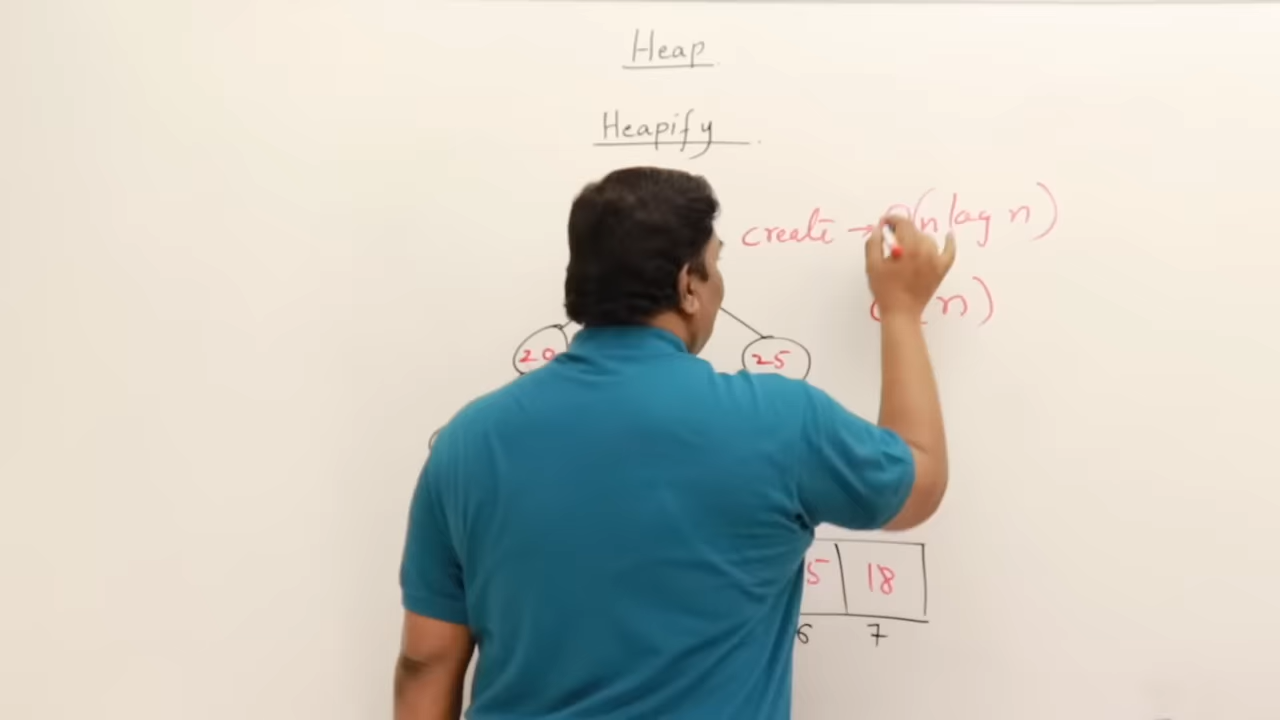 Heap
Heapify
create → O(n log n)
O(n)
20 25
5 18
6 7